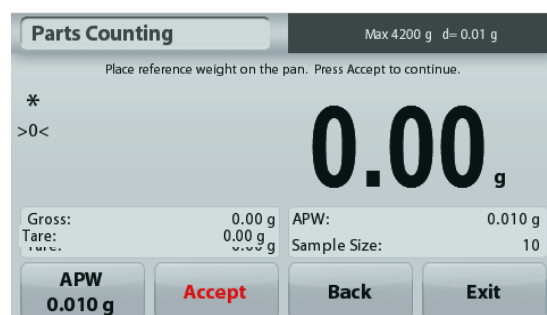 Parts Counting
Max 4200 g d= 0.01 g
Place reference weight on the pan. Press Accept to continue.
*
>0<
0.00 g
Gross: 0.00 g
Tare: 0.00 g
APW: 0.010 g
Sample Size: 10
APW
0.010 g
Accept
Back
Exit